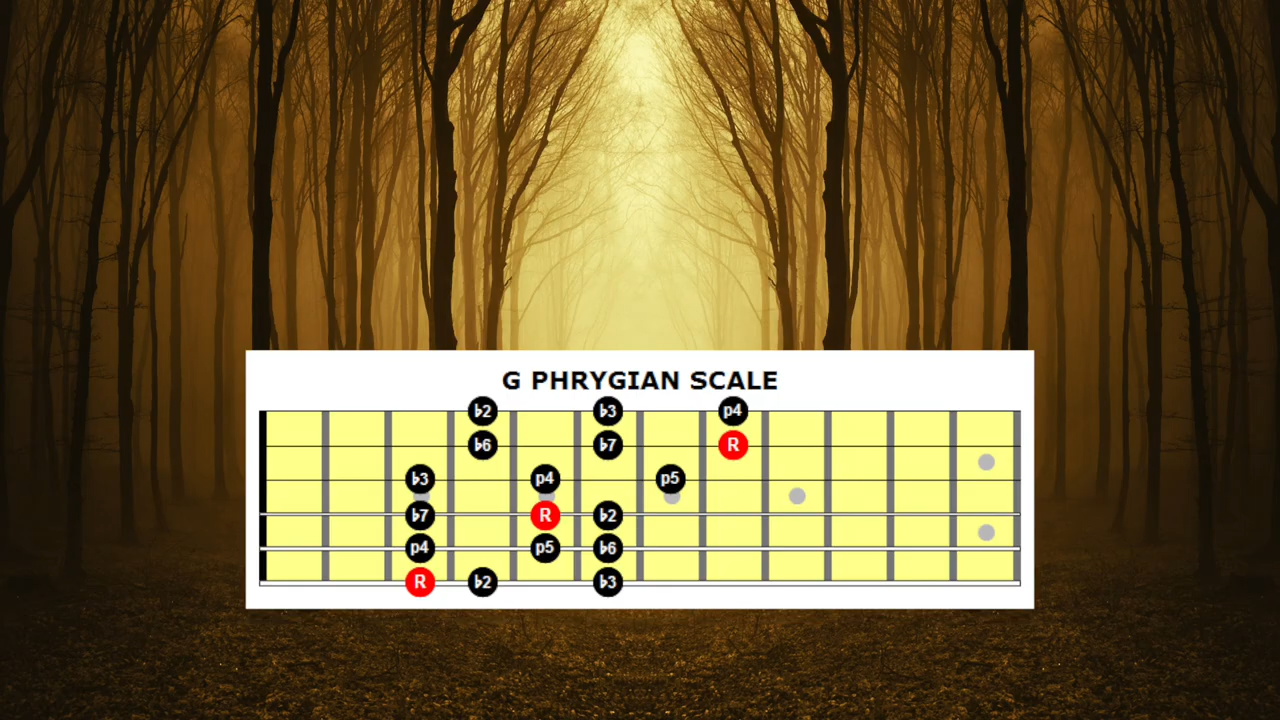 G PHRYGIAN SCALE
♭2 ♭3 p4
♭6 ♭7 R
♭3 p4 p5
♭7 R ♭2
p4 p5 ♭6
R ♭2 ♭3